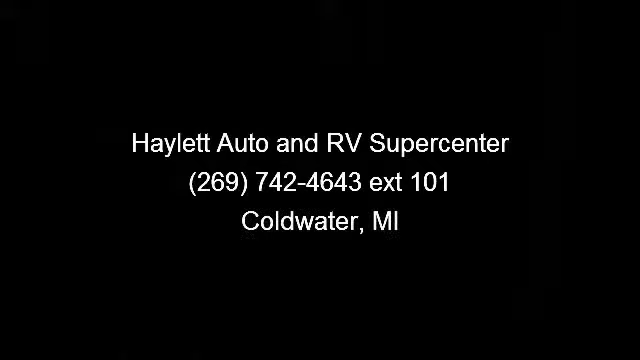 Haylett Auto and RV Supercenter
(269) 742-4643 ext 101
Coldwater, MI